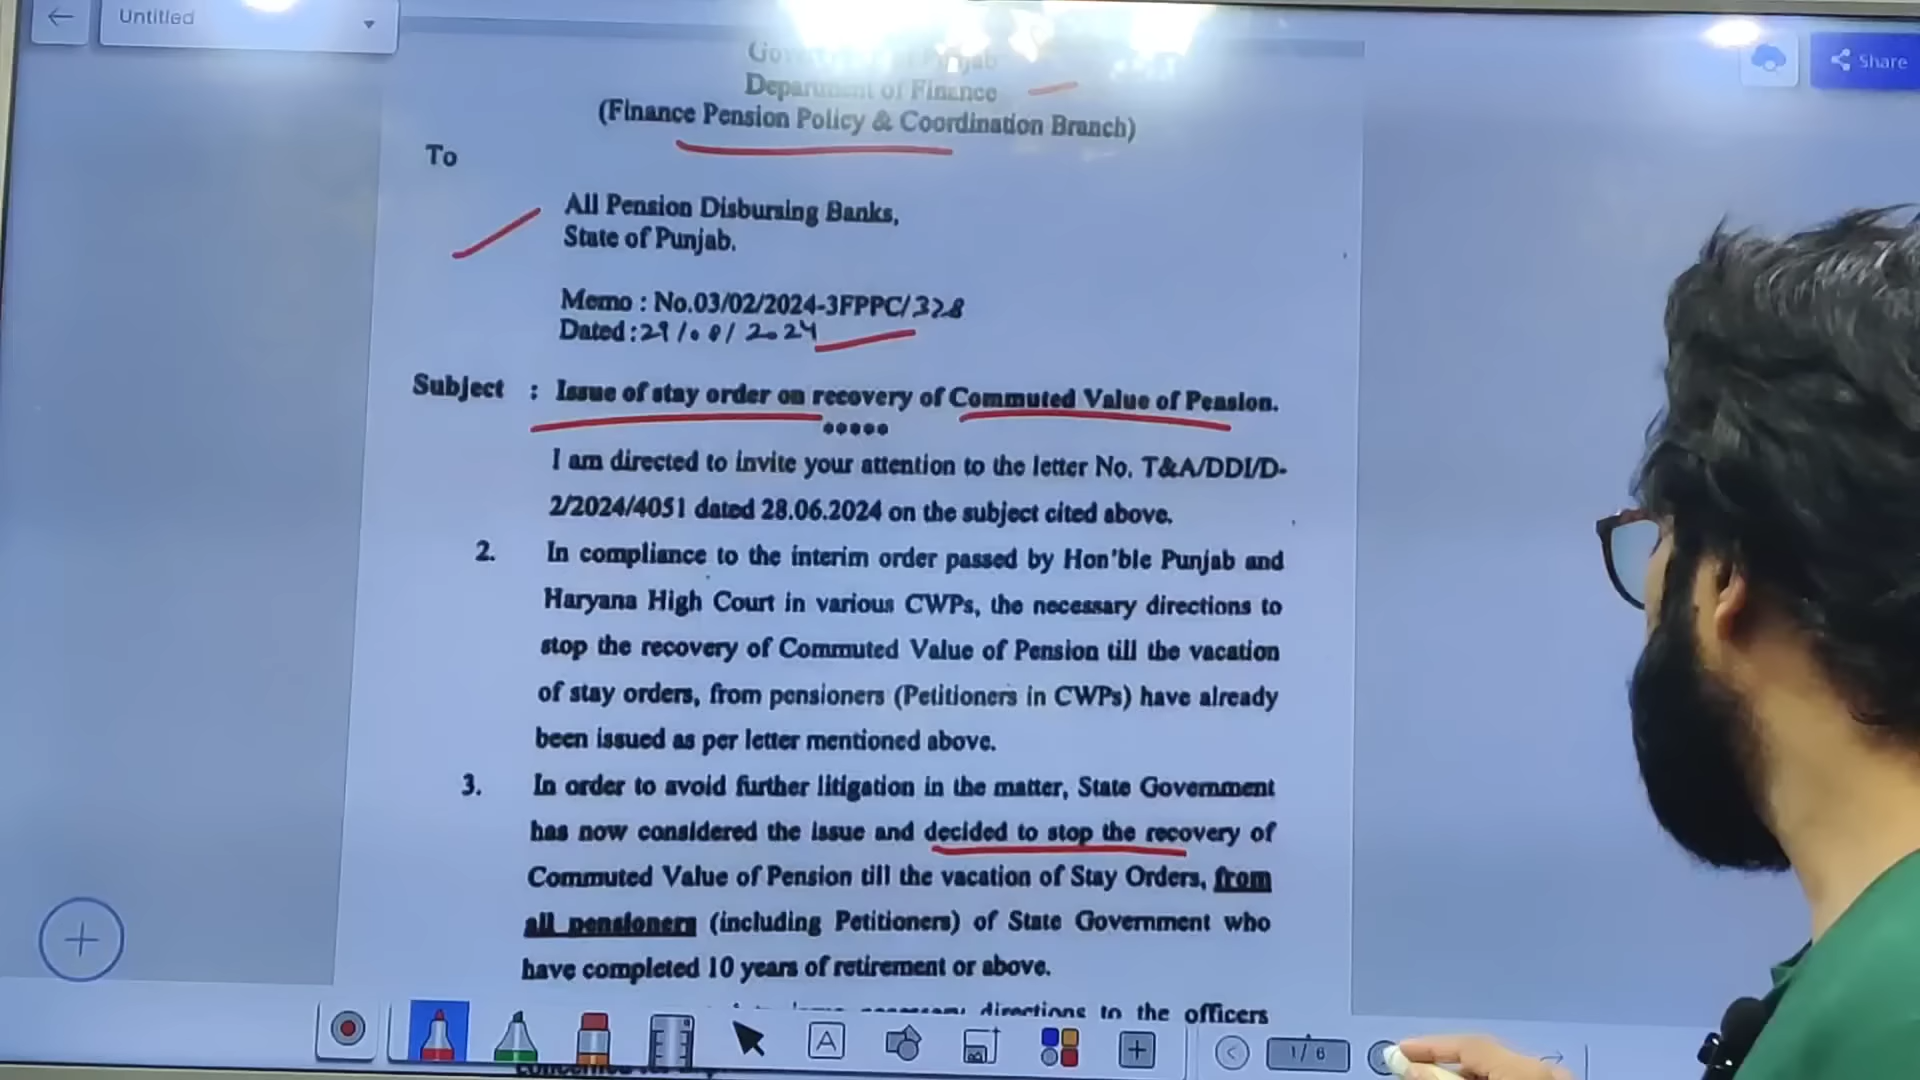 Untitled
Share
Department of Finance
(Finance Pension Policy & Coordination Branch)
To
All Pension Disbursing Banks,
State of Punjab.
Memo : No.03/02/2024-3FPPC/328
Dated :
Subject : Issue of stay order on recovery of Commuted Value of Pension.
•••••
I am directed to invite your attention to the letter No. T&A/DDI/D-
2/2024/4051 dated 28.06.2024 on the subject cited above.
2. In compliance to the interim order passed by Hon'ble Punjab and
Haryana High Court in various CWPs, the necessary directions to
stop the recovery of Commuted Value of Pension till the vacation
of stay orders, from pensioners (Petitioners in CWPs) have already
been issued as per letter mentioned above.
3. In order to avoid further litigation in the matter, State Government
has now considered the issue and decided to stop the recovery of
Commuted Value of Pension till the vacation of Stay Orders, from
all pensioners (including Petitioners) of State Government who
have completed 10 years of retirement or above.
directions to the officers
A
1/6